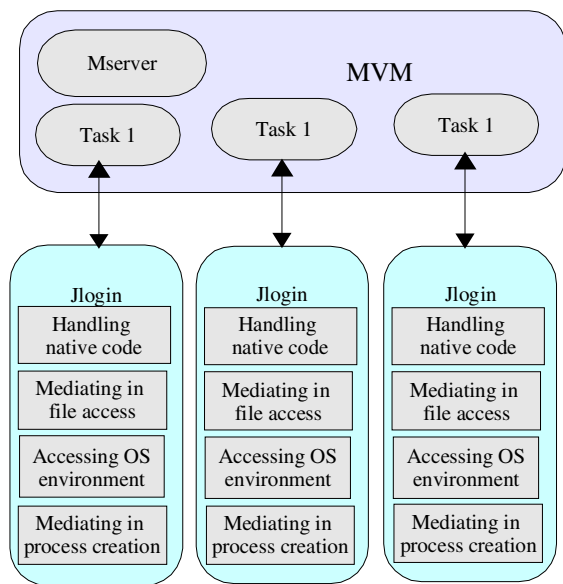 Mserver
MVM
Task 1
Task 1
Task 1
Jlogin
Handling
native code
Mediating in
file access
Accessing OS
environment
Mediating in
process creation
Jlogin
Handling
native code
Mediating in
file access
Accessing OS
environment
Mediating in
process creation
Jlogin
Handling
native code
Mediating in
file access
Accessing OS
environment
Mediating in
process creation